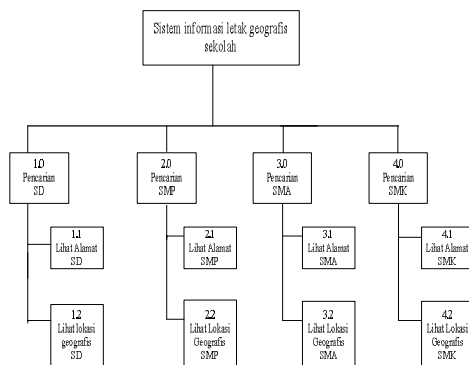 Sistem informasi letak geografis
sekolah
1.0
Pencarian
SD
2.0
Pencarian
SMP
3.0
Pencarian
SMA
4.0
Pencarian
SMK
1.1
Lihat Alamat
SD
2.1
Lihat Alamat
SMP
3.1
Lihat Alamat
SMA
4.1
Lihat Alamat
SMK
1.2
Lihat lokasi
geografis
SD
2.2
Lihat Lokasi
Geografis
SMP
3.2
Lihat Lokasi
Geografis
SMA
4.2
Lihat Lokasi
Geografis
SMK